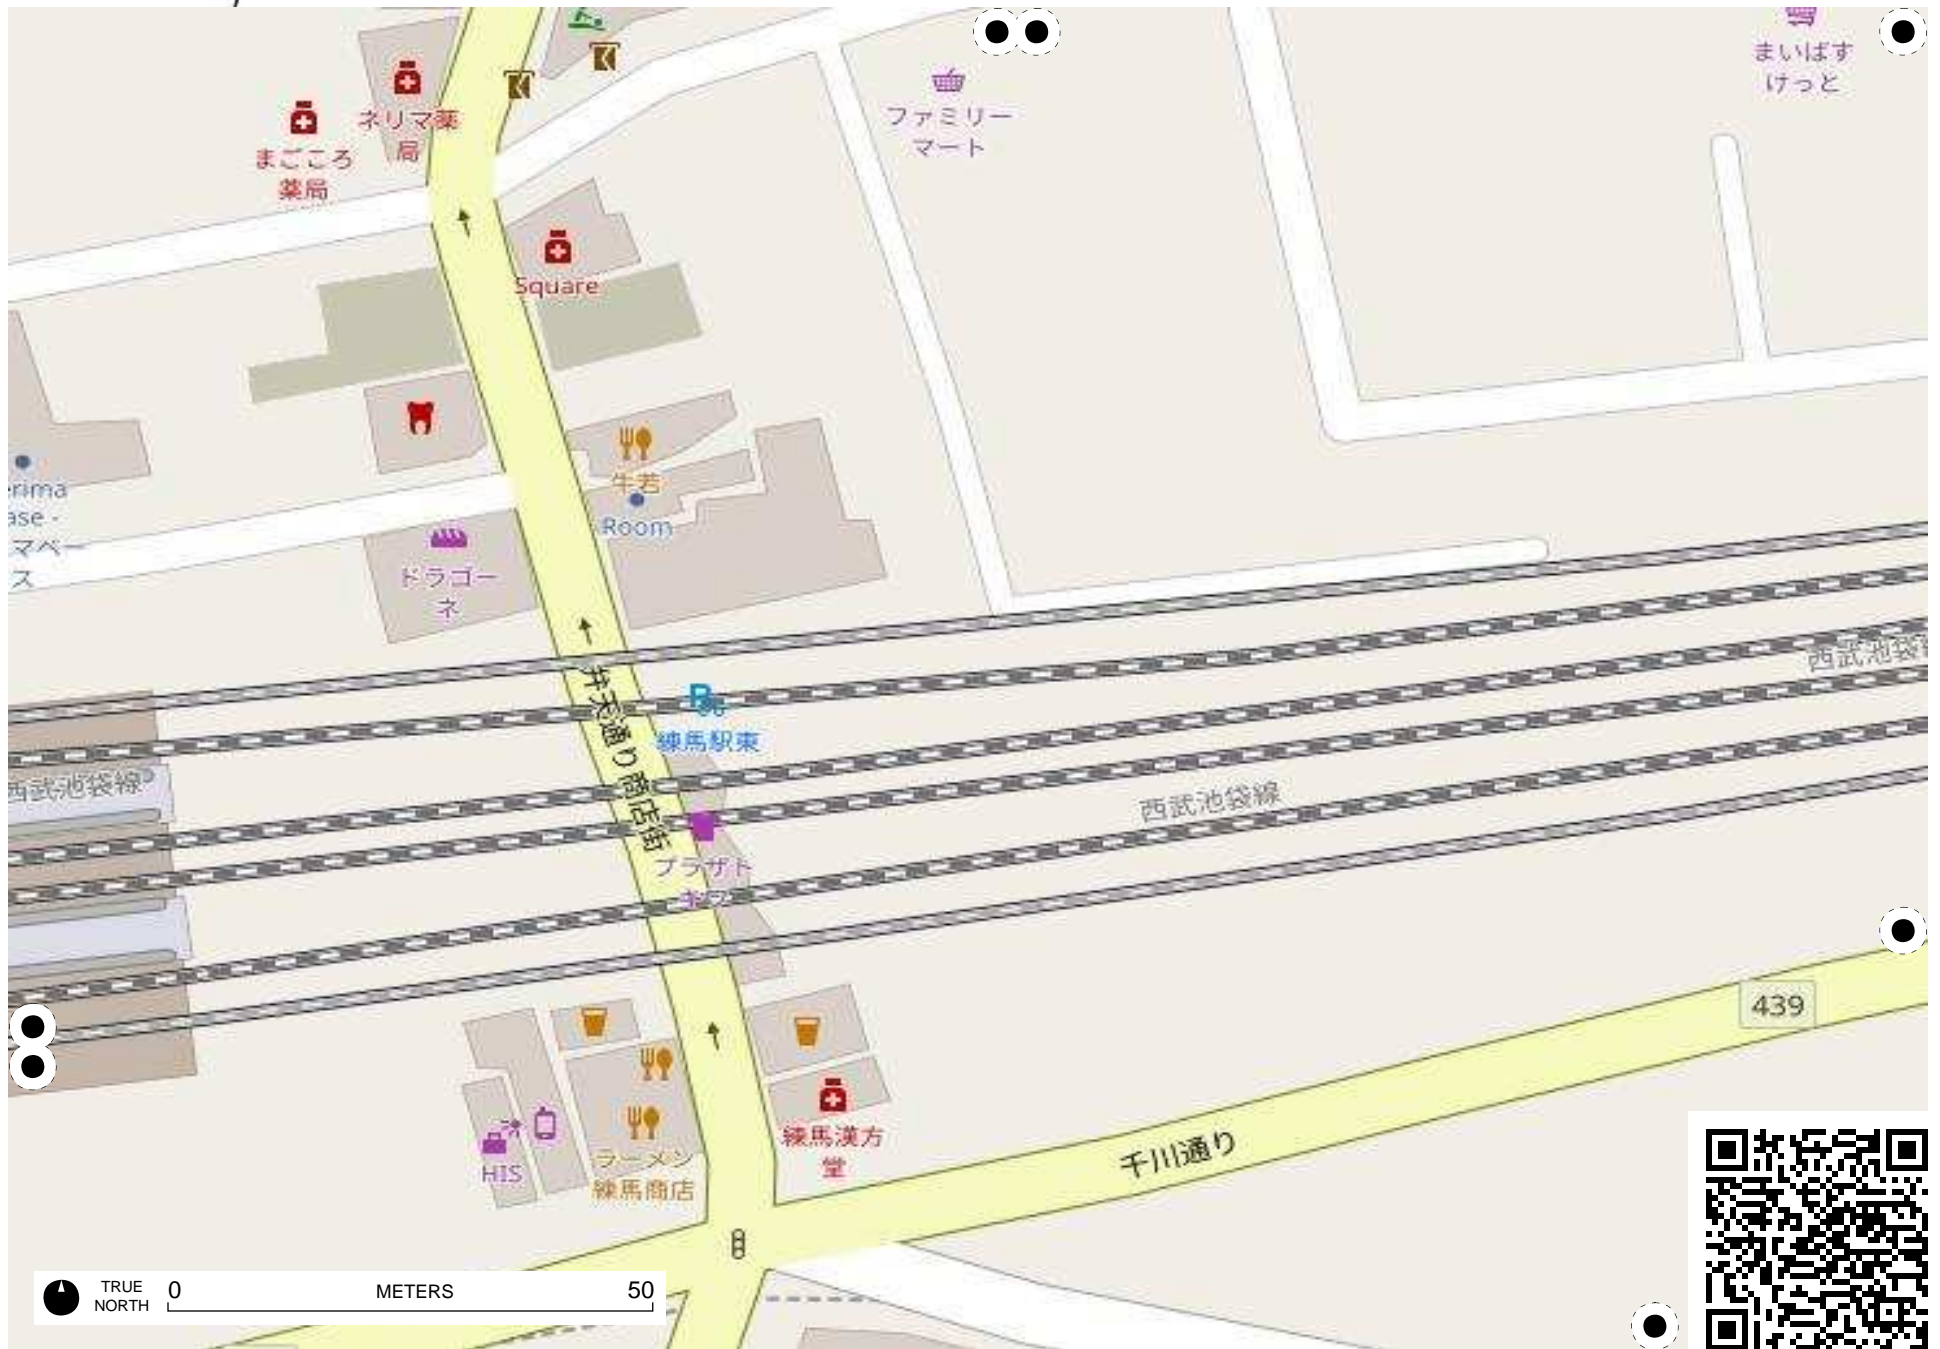 まいばす
けっと
ファミリー
マート
ネリマ薬
局
まごころ
薬局
Square
牛若
Room
erima
ase -
マベー
ス
ドラゴー
ネ
井天通り商店街
西武池袋線
練馬駅東
西武池袋線
西武池袋線
プラザト
キワ
439
千川通り
練馬漢方
堂
HIS
ラーメン
練馬商店
TRUE
NORTH
0
METERS
50